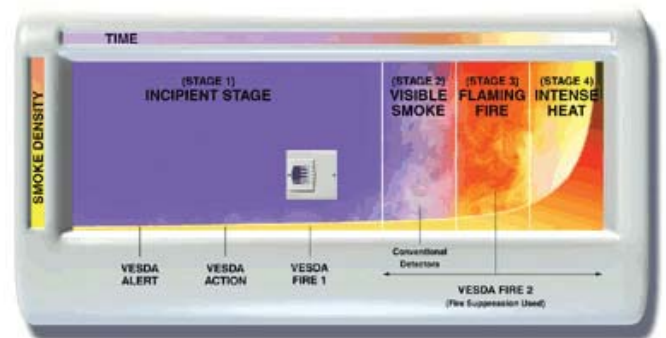 TIME
SMOKE DENSITY
(STAGE 1)
INCIPIENT STAGE
(STAGE 2)
VISIBLE
SMOKE
(STAGE 3)
FLAMING
FIRE
(STAGE 4)
INTENSE
HEAT
VESDA
ALERT
VESDA
ACTION
VESDA
FIRE 1
Conventional
Detectors
VESDA FIRE 2
(Fire Suppression Used)